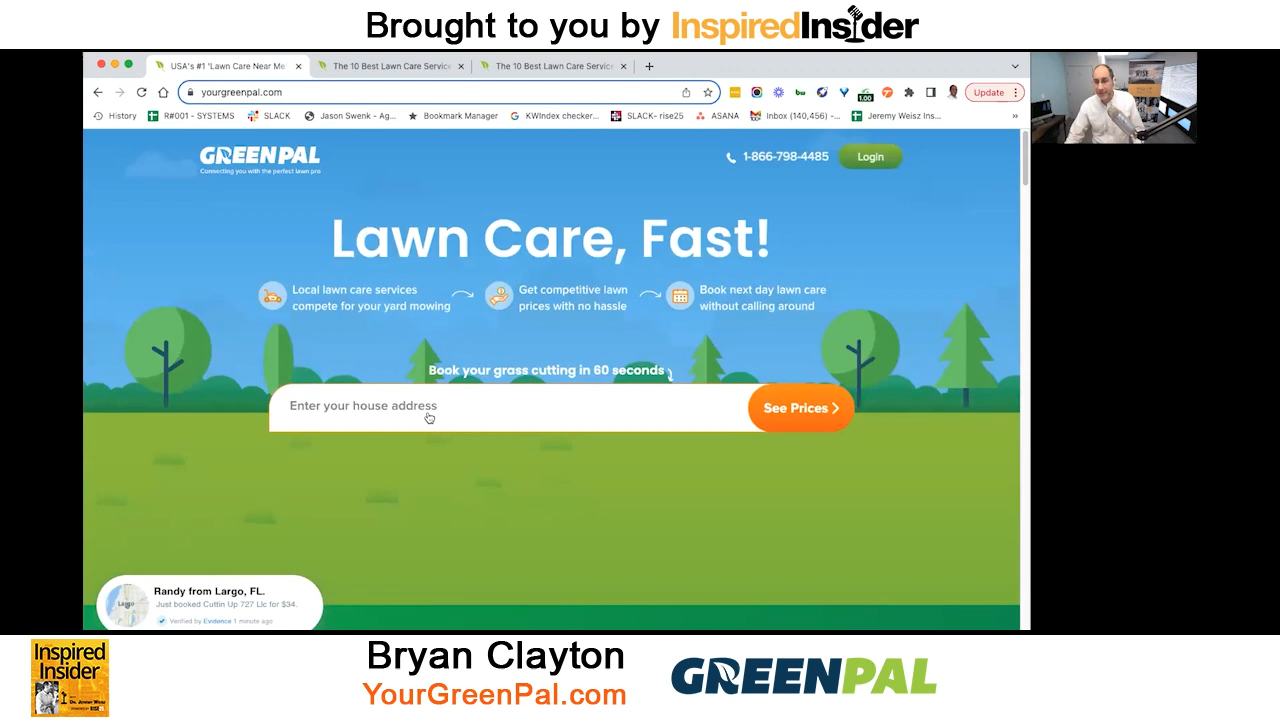 Brought to you by InspiredInsider
USA's #1 'Lawn Care Near Me
The 10 Best Lawn Care Service
The 10 Best Lawn Care Service
yourgreenpal.com
Update
1.00
History
R#001 - SYSTEMS
SLACK
Jason Swenk - Ag...
Bookmark Manager
KWIndex checker...
SLACK- rise25
ASANA
Inbox (140,456) -...
Jeremy Weisz Ins...
GREENPAL
Connecting you with the perfect lawn pro
1-866-798-4485
Login
Lawn Care, Fast!
Local lawn care services
compete for your yard mowing
Get competitive lawn
prices with no hassle
Book next day lawn care
without calling around
Book your grass cutting in 60 seconds
Enter your house address
See Prices
Largo
Randy from Largo, FL.
Just booked Cuttin Up 727 Llc for $34.
Verified by Evidence 1 minute ago
Inspired
Insider
Bryan Clayton
YourGreenPal.com
GREENPAL